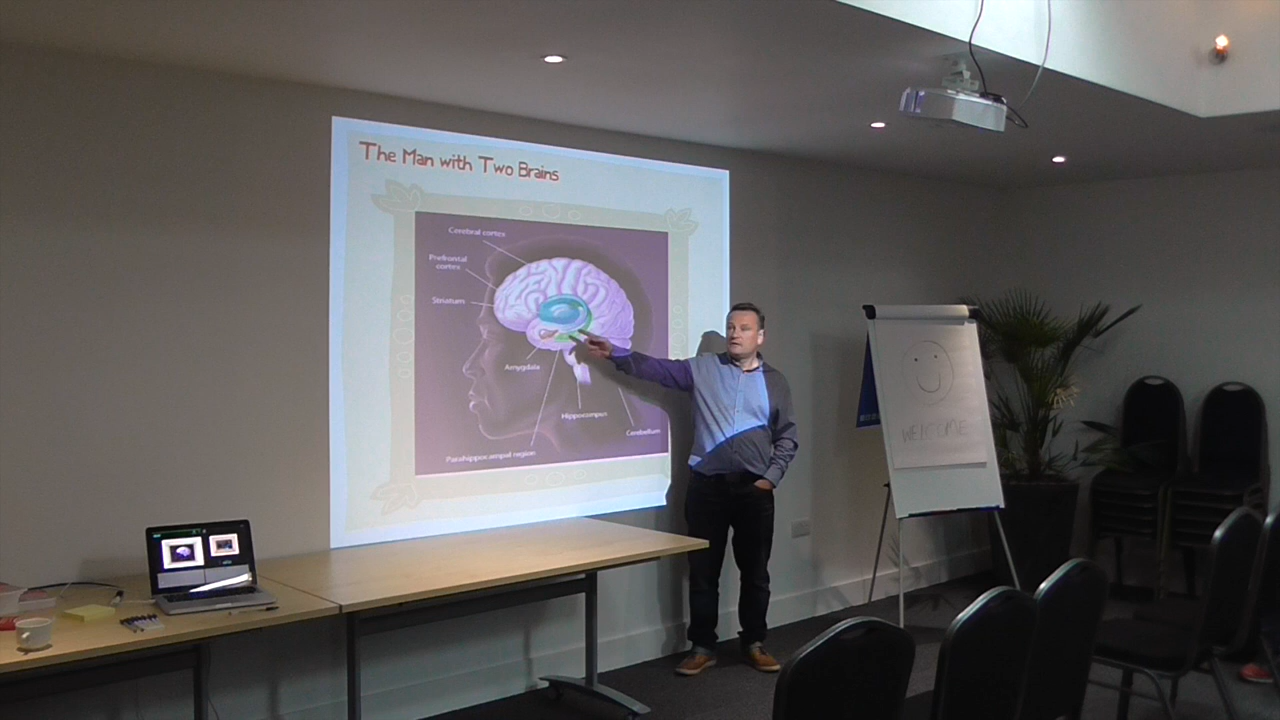 The Man with Two Brains
Cerebral cortex
Prefrontal
cortex
Striatum
Amygdala
Hippocampus
Cerebellum
Parahippocampal region
WELCOME